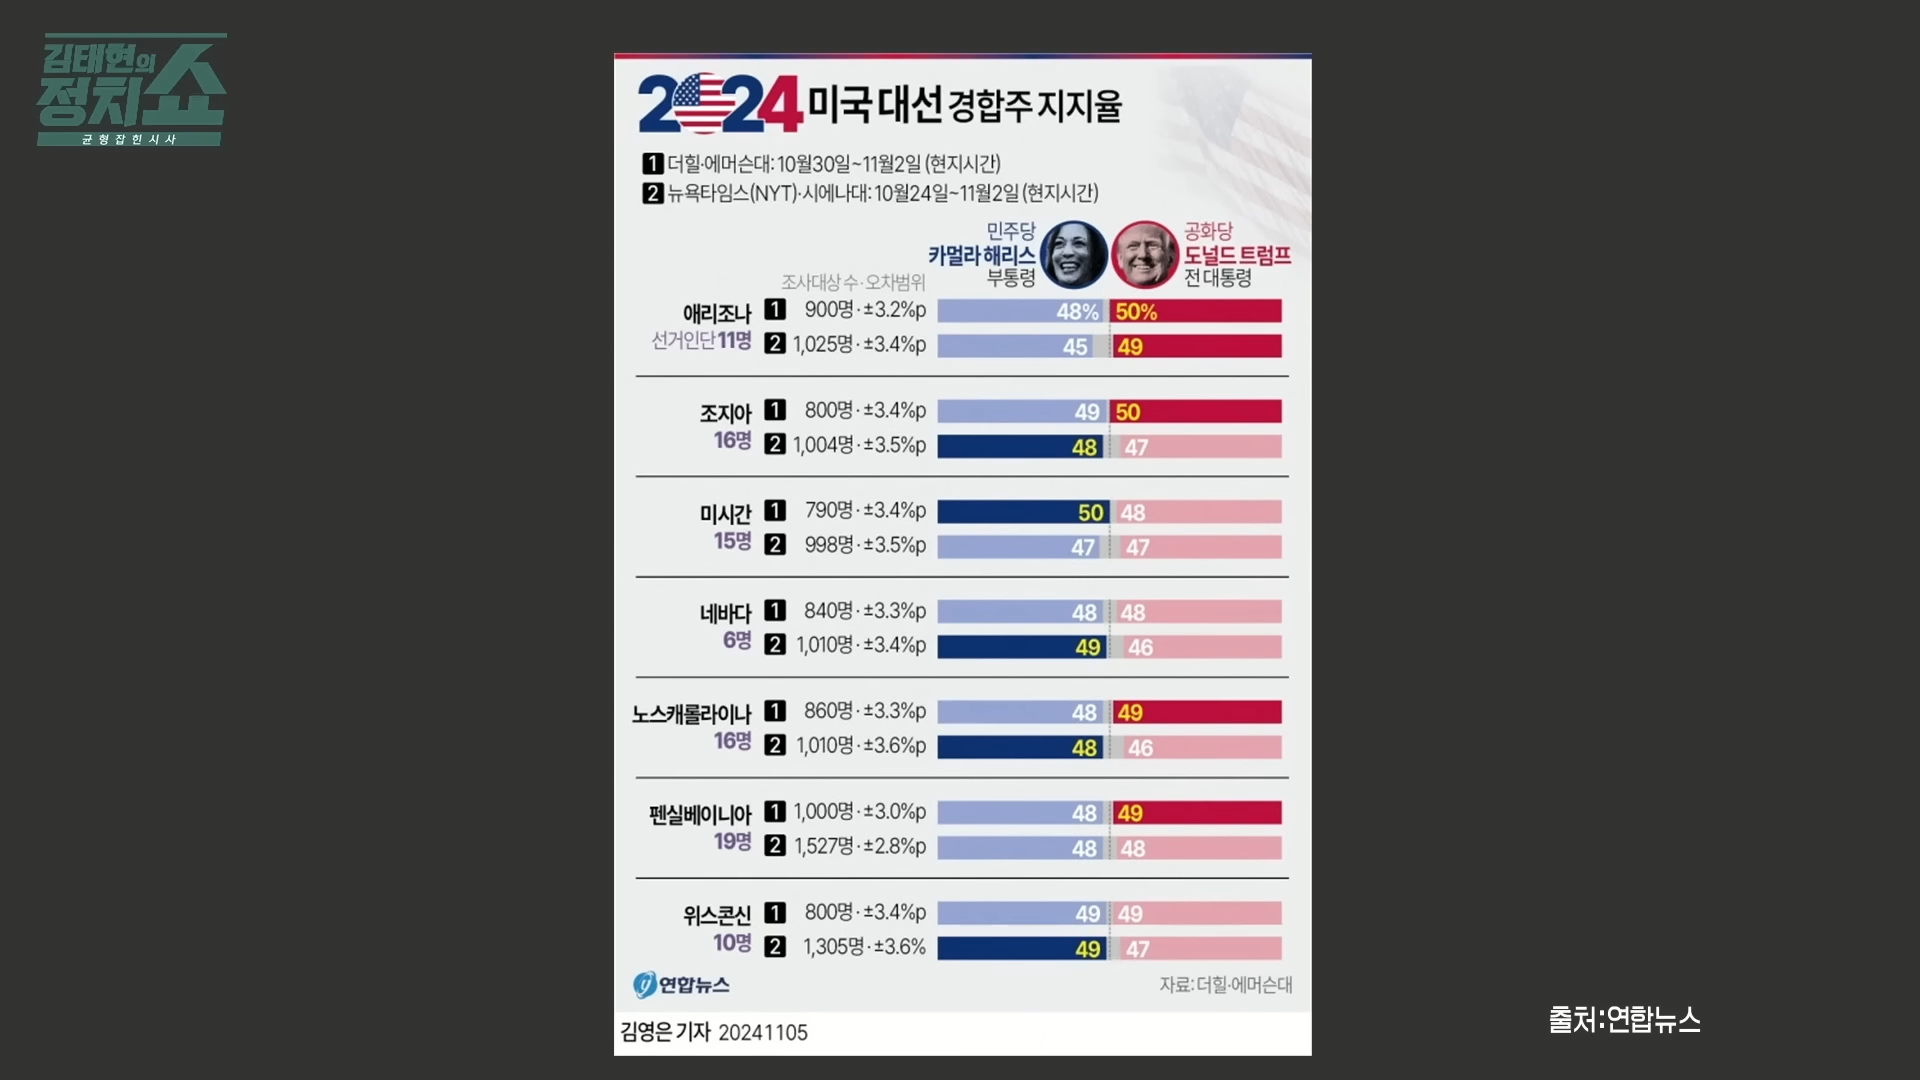 김태현의
정치쇼
균형잡힌시사
2024 미국 대선 경합주 지지율
1 더힐·에머슨대: 10월30일~11월2일 (현지시간)
2 뉴욕타임스(NYT)·시에나대: 10월24일~11월2일 (현지시간)
민주당
카멀라 해리스
부통령
공화당
도널드 트럼프
전 대통령
조사대상 수·오차범위
애리조나 1 900명·±3.2%p 48% 50%
선거인단 11명 2 1,025명·±3.4%p 45 49
조지아 1 800명·±3.4%p 49 50
16명 2 1,004명·±3.5%p 48 47
미시간 1 790명·±3.4%p 50 48
15명 2 998명·±3.5%p 47 47
네바다 1 840명·±3.3%p 48 48
6명 2 1,010명·±3.4%p 49 46
노스캐롤라이나 1 860명·±3.3%p 48 49
16명 2 1,010명·±3.6%p 48 46
펜실베이니아 1 1,000명·±3.0%p 48 49
19명 2 1,527명·±2.8%p 48 48
위스콘신 1 800명·±3.4%p 49 49
10명 2 1,305명·±3.6% 49 47
연합뉴스
자료: 더힐·에머슨대
김영은 기자 20241105
출처:연합뉴스